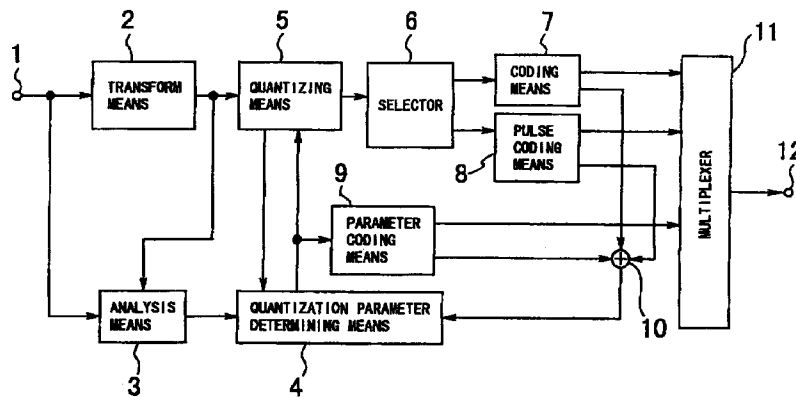 1
2
TRANSFORM
MEANS
5
QUANTIZING
MEANS
6
SELECTOR
7
CODING
MEANS
PULSE
CODING
MEANS
8
11
MULTIPLEXER
12
9
PARAMETER
CODING
MEANS
10
ANALYSIS
MEANS
3
QUANTIZATION PARAMETER
DETERMINING MEANS
4